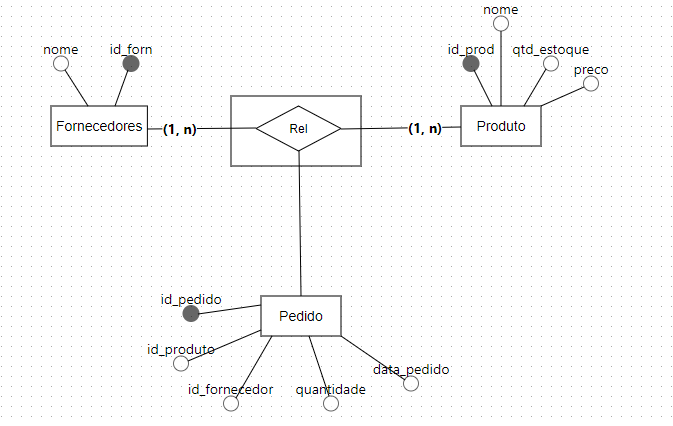 nome
nome
id_forn
id_prod
qtd_estoque
preco
Fornecedores
(1, n)
Rel
(1, n)
Produto
id_pedido
Pedido
id_produto
data_pedido
id_fornecedor
quantidade